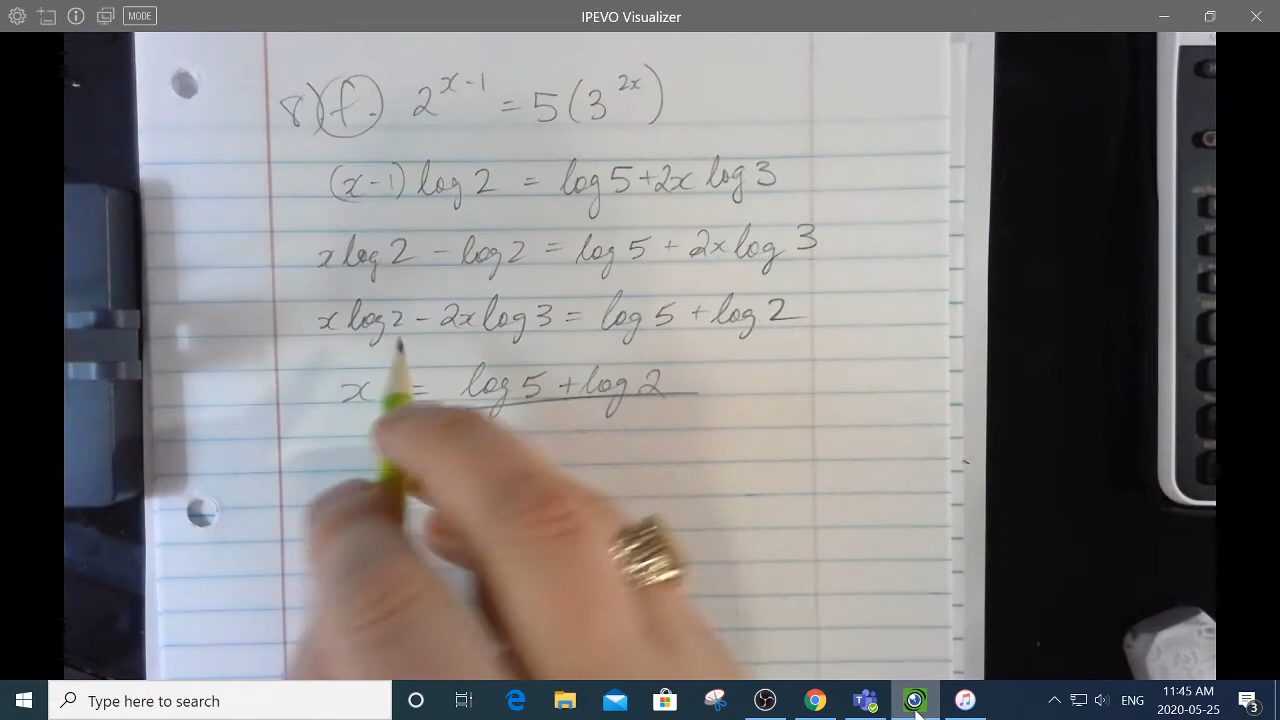 IPEVO Visualizer
MODE
8) f. 2^{x-1} = 5(3^{2x})
(x-1) log 2 = log 5 + 2x log 3
x log 2 - log 2 = log 5 + 2x log 3
x log 2 - 2x log 3 = log 5 + log 2
x = log 5 + log 2
Type here to search
ENG
11:45 AM
2020-05-25
3